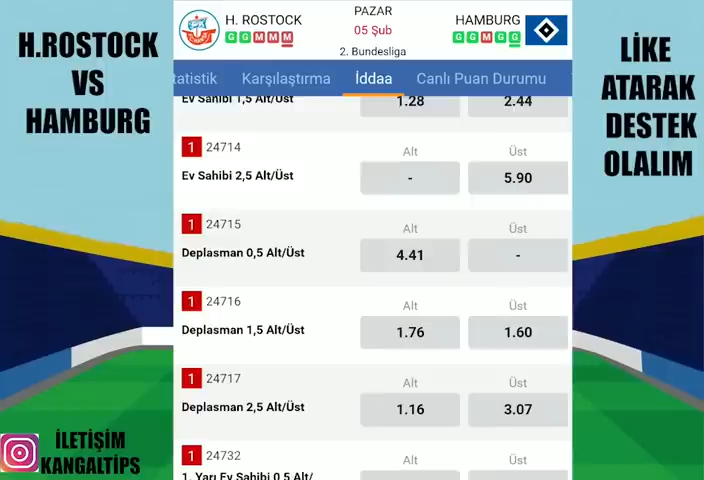 H.ROSTOCK
VS
HAMBURG
H. ROSTOCK
G G M M M
PAZAR
05 Şub
2. Bundesliga
HAMBURG
G G M G G
LİKE
ATARAK
DESTEK
OLALIM
tatistik Karşılaştırma İddaa Canlı Puan Durumu
Ev Sahibi 1,5 Alt/Üst 1.28 2.44
1 24714 Alt Üst
Ev Sahibi 2,5 Alt/Üst - 5.90
1 24715 Alt Üst
Deplasman 0,5 Alt/Üst 4.41 -
1 24716 Alt Üst
Deplasman 1,5 Alt/Üst 1.76 1.60
1 24717 Alt Üst
Deplasman 2,5 Alt/Üst 1.16 3.07
1 24732 Alt Üst
1. Yarı Ev Sahibi 0,5 Alt/
İLETİŞİM
KANGALTİPS